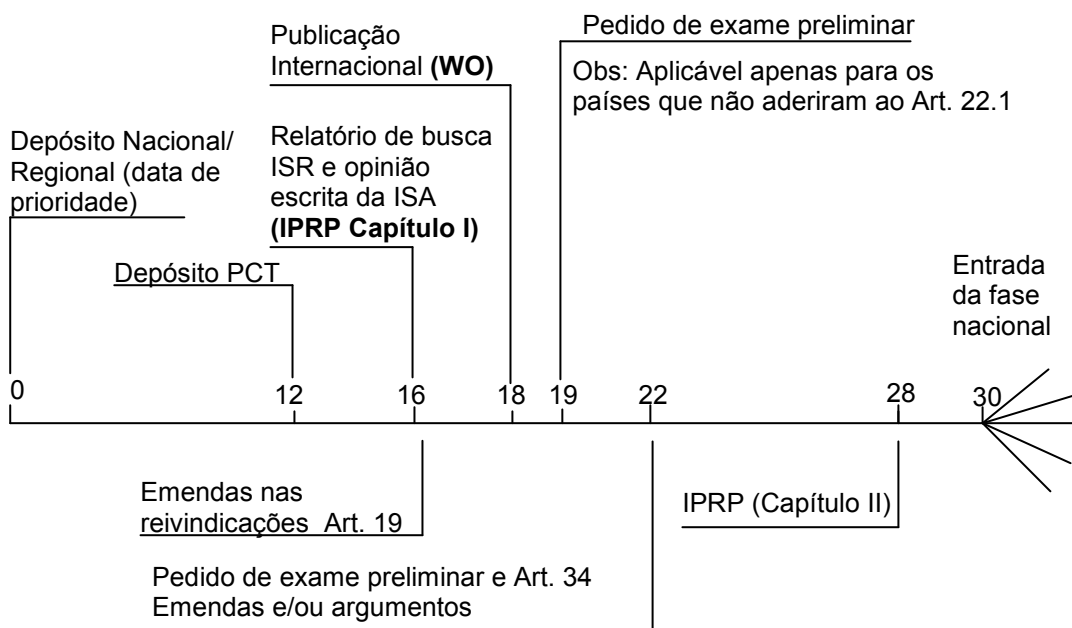 Publicação
Internacional (WO)
Pedido de exame preliminar
Obs: Aplicável apenas para os
países que não aderiram ao Art. 22.1
Depósito Nacional/
Regional (data de
prioridade)
Relatório de busca
ISR e opinião
escrita da ISA
(IPRP Capítulo I)
Depósito PCT
Entrada
da fase
nacional
0 12 16 18 19 22 28 30
Emendas nas
reivindicações Art. 19
IPRP (Capítulo II)
Pedido de exame preliminar e Art. 34
Emendas e/ou argumentos